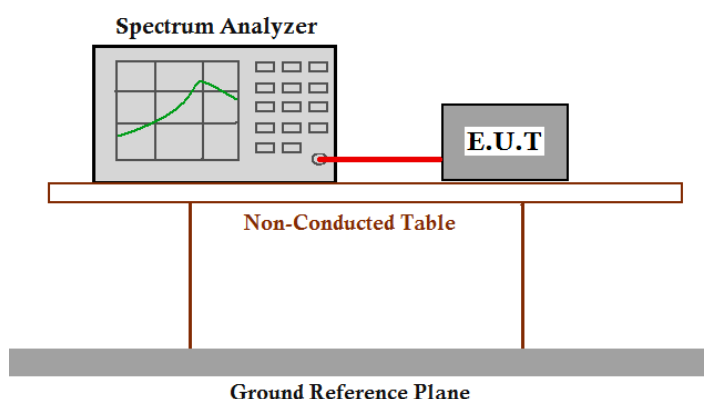 Spectrum Analyzer
E.U.T
Non-Conducted Table
Ground Reference Plane